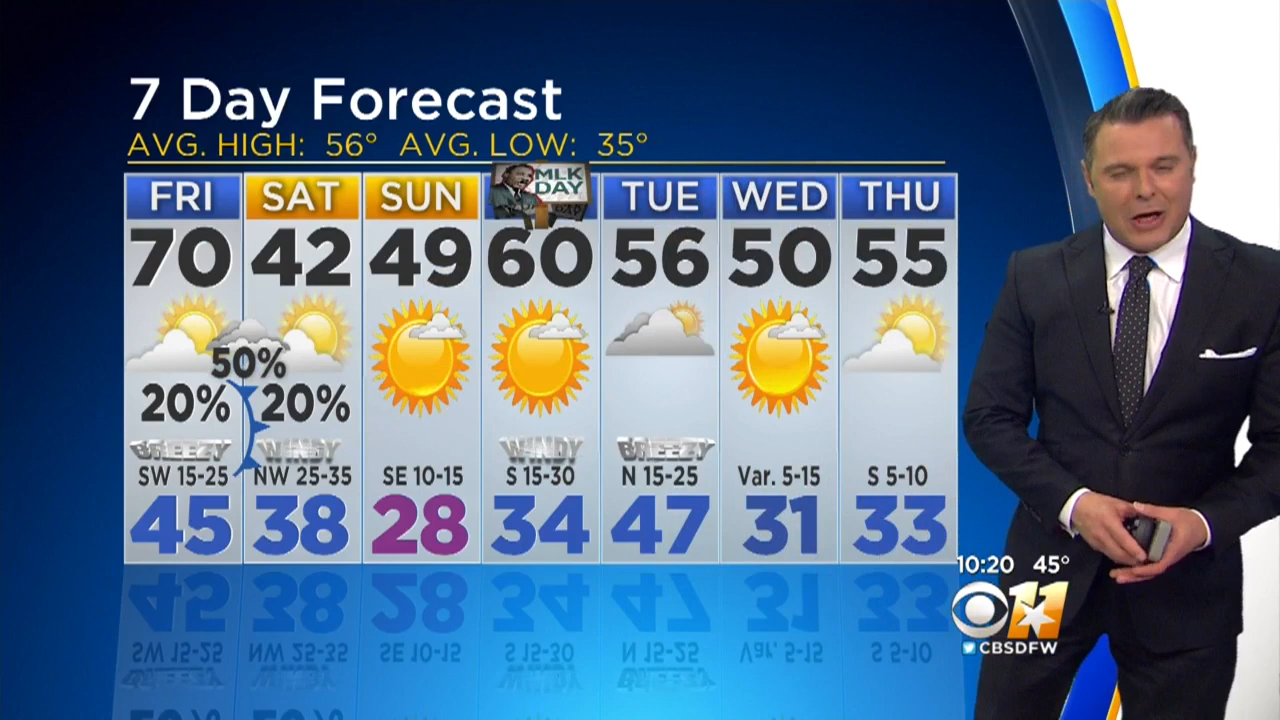 7 Day Forecast
AVG. HIGH: 56° AVG. LOW: 35°
FRI SAT SUN MLK DAY TUE WED THU
70 42 49 60 56 50 55
50%
20% 20%
BREEZY WINDY WINDY BREEZY
SW 15-25 NW 25-35 SE 10-15 S 15-30 N 15-25 Var. 5-15 S 5-10
45 38 28 34 47 31 33
10:20 45°
11
CBSDFW